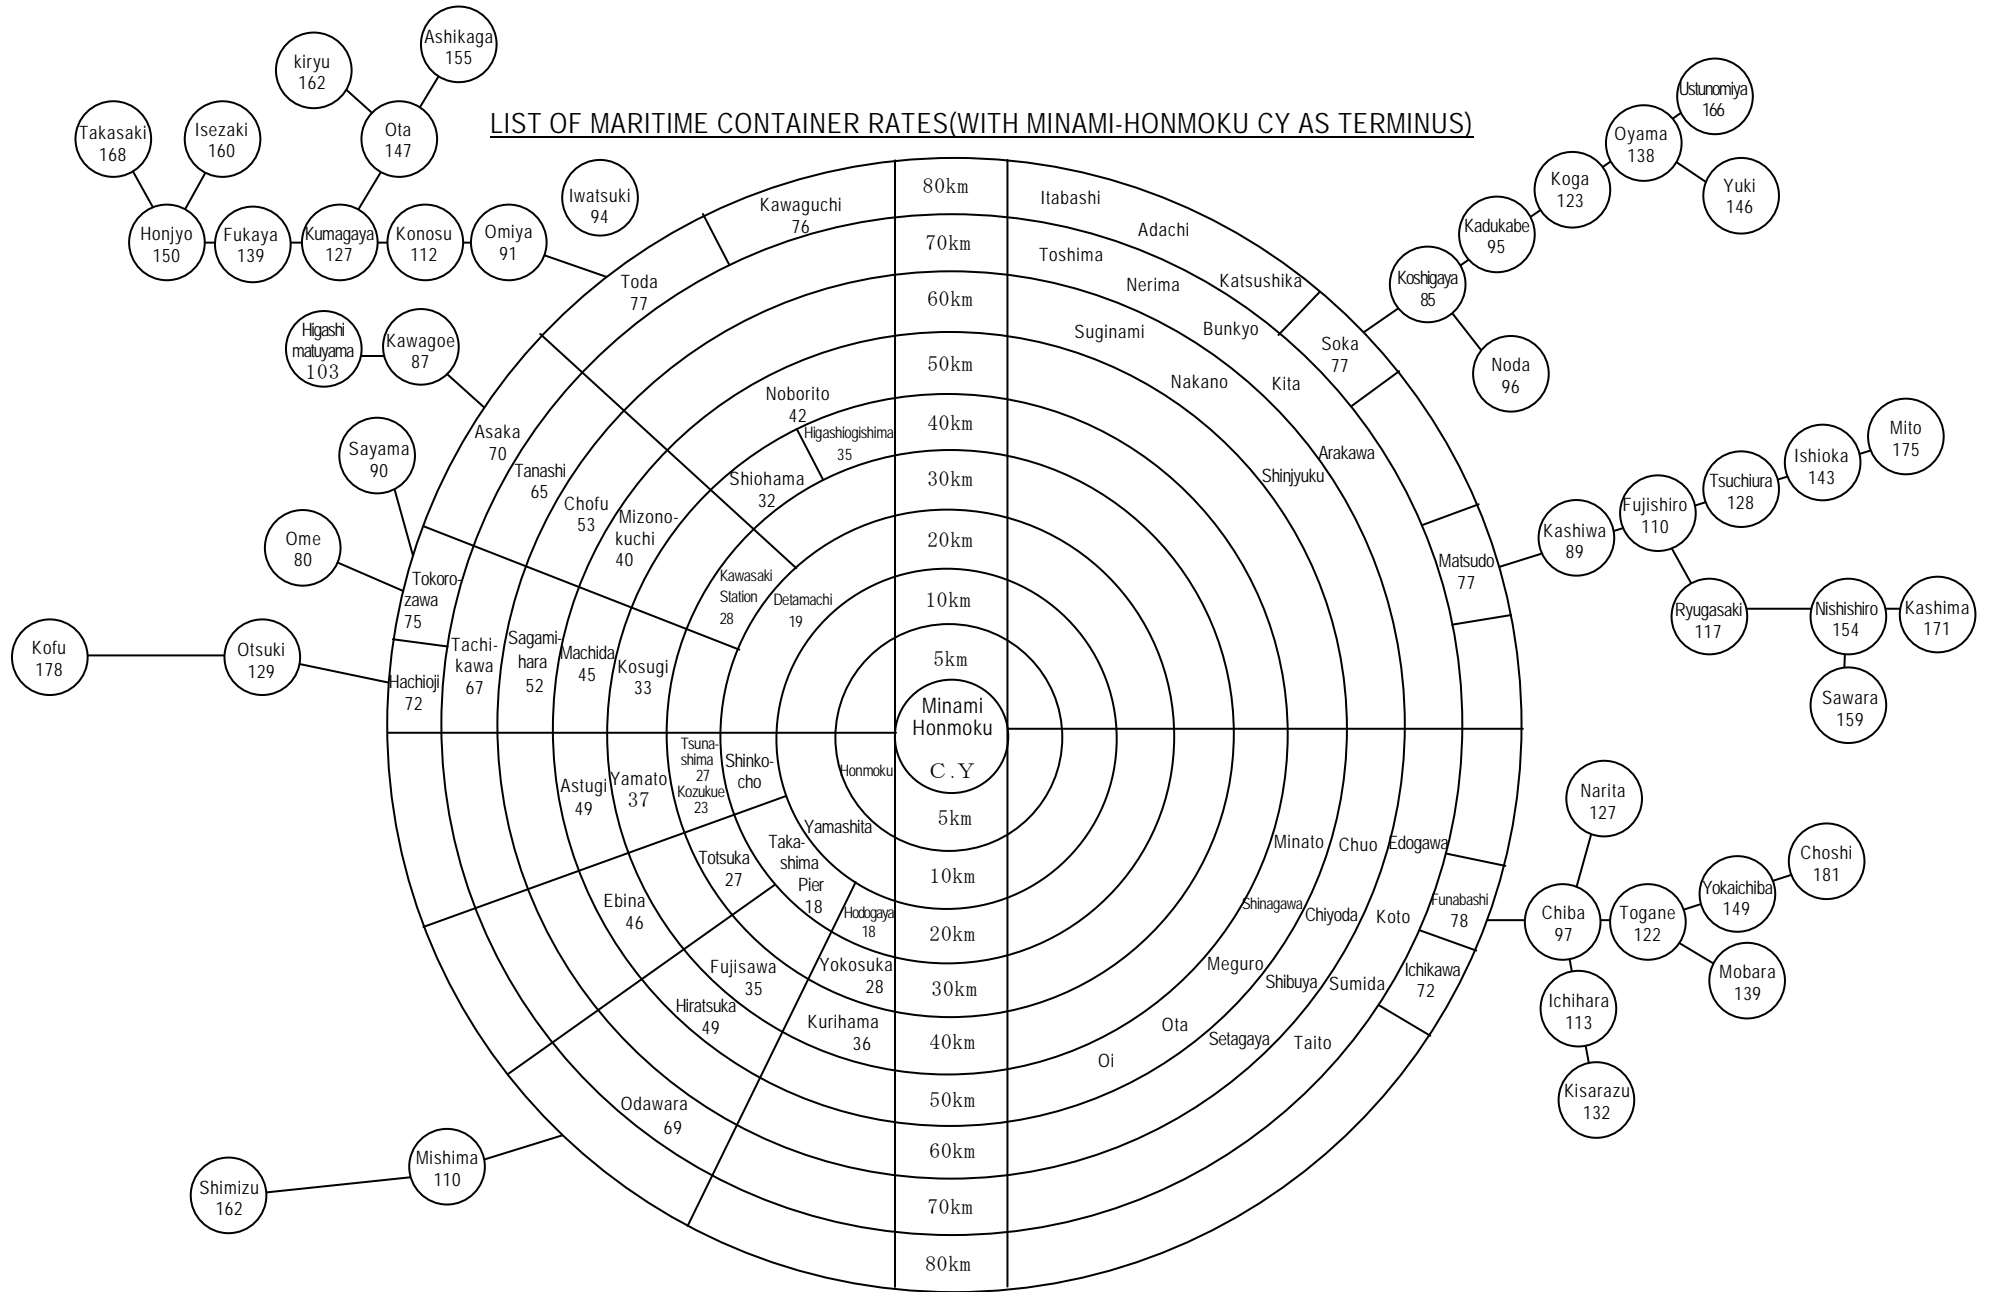 LIST OF MARITIME CONTAINER RATES(WITH MINAMI-HONMOKU CY AS TERMINUS)
Ashikaga
155
kiryu
162
Takasaki
168
Isezaki
160
Ota
147
Iwatsuki
94
Honjyo
150
Fukaya
139
Kumagaya
127
Konosu
112
Omiya
91
Higashi
matuyama
103
Kawagoe
87
Sayama
90
Ome
80
Kofu
178
Otsuki
129
Shimizu
162
Mishima
110
Kawaguchi
76
Toda
77
Asaka
70
Tanashi
65
Chofu
53
Mizono-
kuchi
40
Noborito
42
Higashiogishima
35
Shiohama
32
Kawasaki
Station
28
Detamachi
19
Tokoro-
zawa
75
Hachioji
72
Tachi-
kawa
67
Sagami-
hara
52
Machida
45
Kosugi
33
Astugi
49
Yamato
37
Tsuna-
shima
27
Kozukue
23
Shinko-
cho
Honmoku
Yamashita
Taka-
shima
Pier
18
Totsuka
27
Ebina
46
Hodogaya
18
Yokosuka
28
Fujisawa
35
Hiratsuka
49
Kurihama
36
Odawara
69
80km
70km
60km
50km
40km
30km
20km
10km
5km
Minami
Honmoku
C.Y
5km
10km
20km
30km
40km
50km
60km
70km
80km
Itabashi
Adachi
Toshima
Nerima
Katsushika
Suginami
Bunkyo
Soka
77
Nakano
Kita
Arakawa
Shinjyuku
Matsudo
77
Minato
Chuo
Edogawa
Shinagawa
Chiyoda
Koto
Funabashi
78
Meguro
Shibuya
Sumida
Ichikawa
72
Ota
Setagaya
Taito
Oi
Ustunomiya
166
Oyama
138
Koga
123
Yuki
146
Kadukabe
95
Koshigaya
85
Noda
96
Mito
175
Ishioka
143
Tsuchiura
128
Fujishiro
110
Kashiwa
89
Ryugasaki
117
Nishishiro
154
Kashima
171
Sawara
159
Narita
127
Choshi
181
Yokaichiba
149
Chiba
97
Togane
122
Mobara
139
Ichihara
113
Kisarazu
132